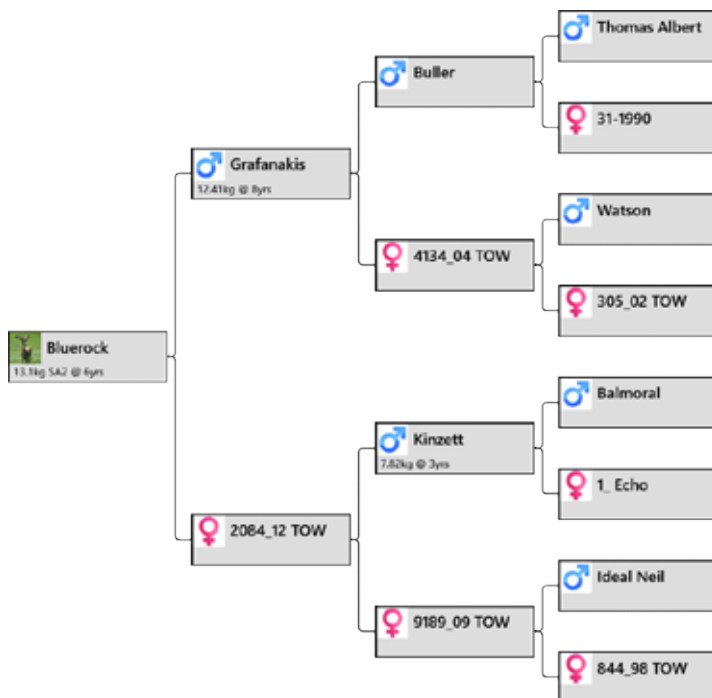 Thomas Albert
Buller
31-1990
Grafanakis
12.41kg @ 8yrs
Watson
4134_04 TOW
305_02 TOW
Bluerock
13.1kg SA2 @ 6yrs
Balmoral
Kinzett
7.82kg @ 3yrs
1_ Echo
2084_12 TOW
Ideal Neil
9189_09 TOW
844_98 TOW